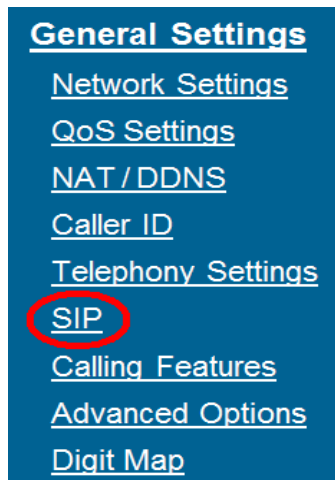 General Settings
Network Settings
QoS Settings
NAT / DDNS
Caller ID
Telephony Settings
SIP
Calling Features
Advanced Options
Digit Map